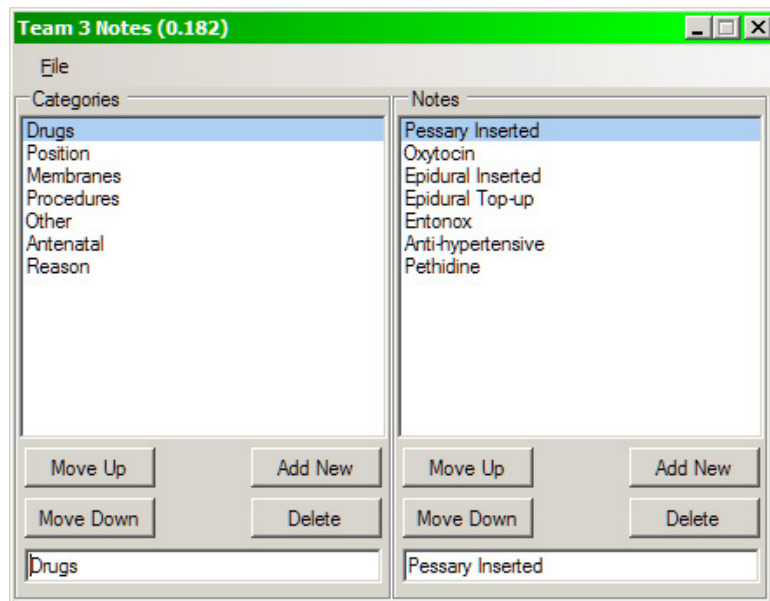 Team 3 Notes (0.182)
File
Categories
Drugs
Position
Membranes
Procedures
Other
Antenatal
Reason
Move Up
Add New
Move Down
Delete
Drugs
Notes
Pessary Inserted
Oxytocin
Epidural Inserted
Epidural Top-up
Entonox
Anti-hypertensive
Pethidine
Move Up
Add New
Move Down
Delete
Pessary Inserted